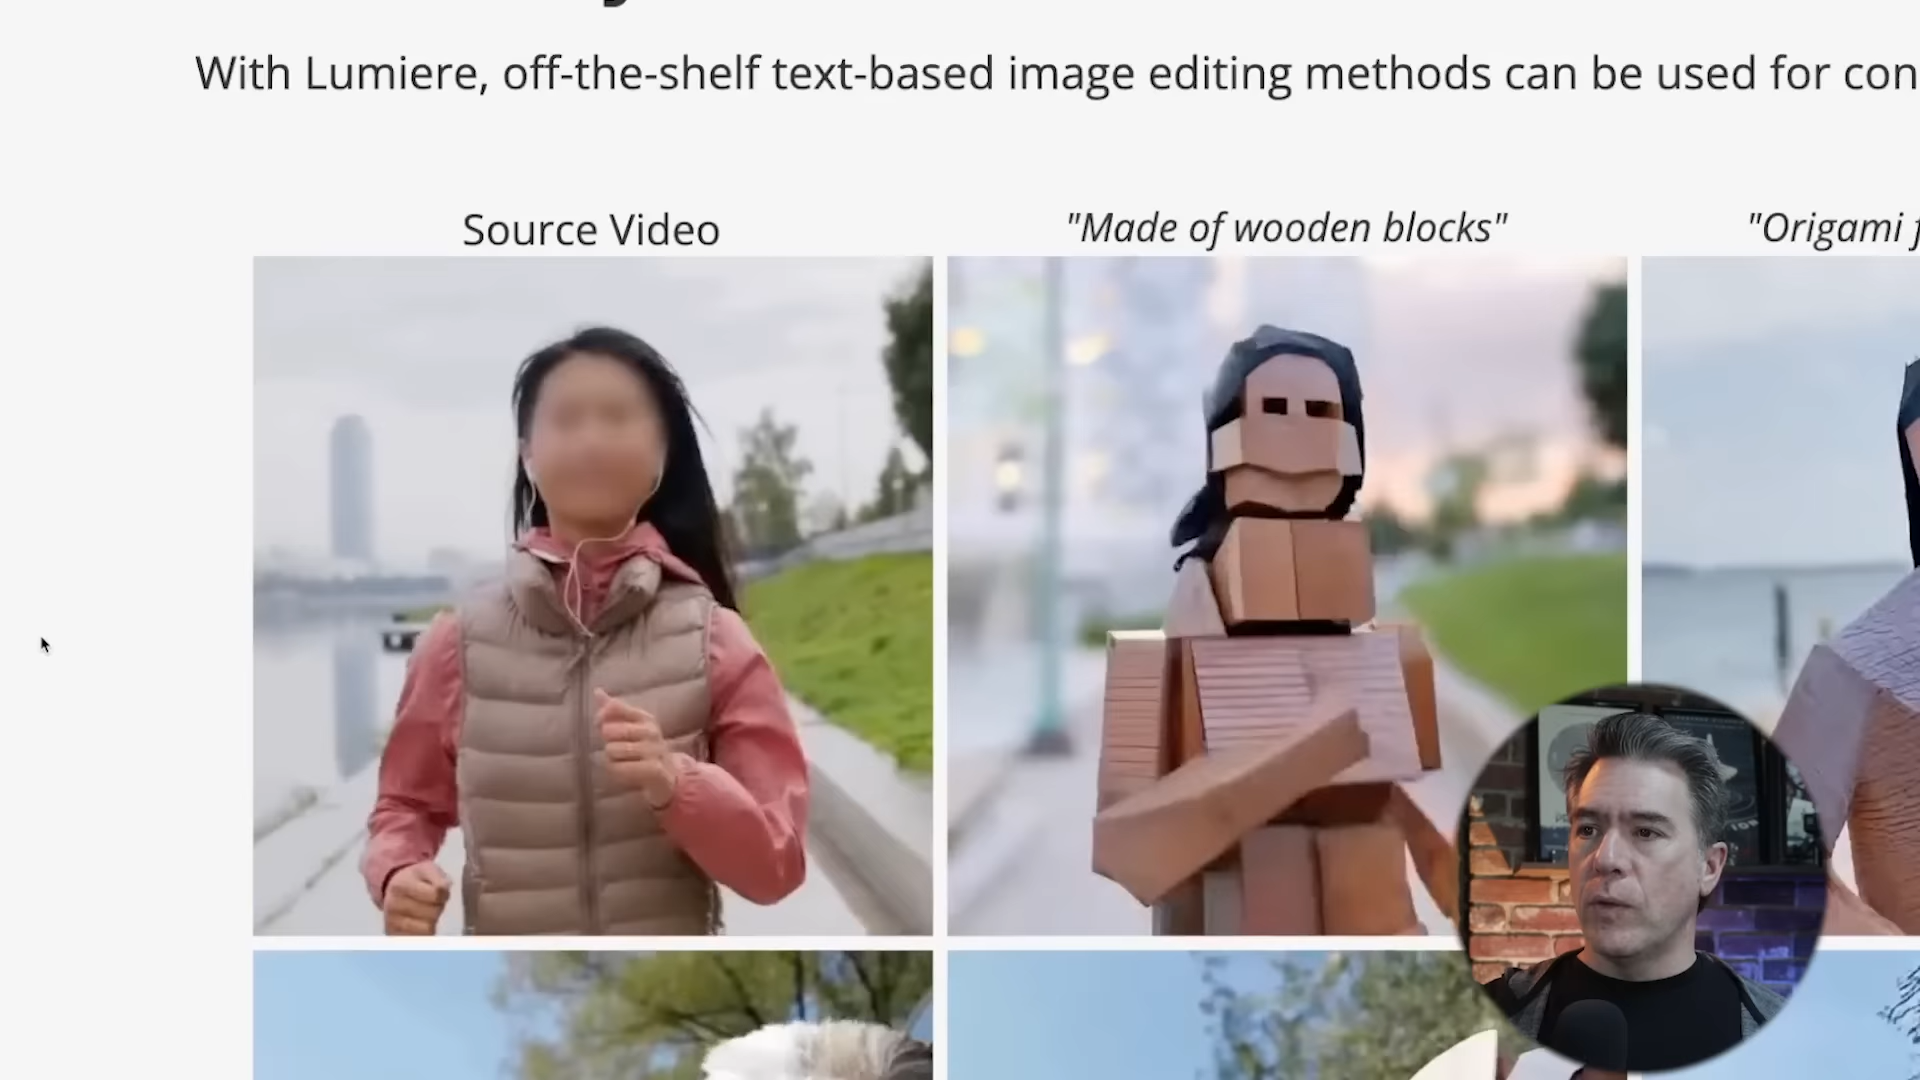 With Lumiere, off-the-shelf text-based image editing methods can be used for con
Source Video
"Made of wooden blocks"
"Origami f